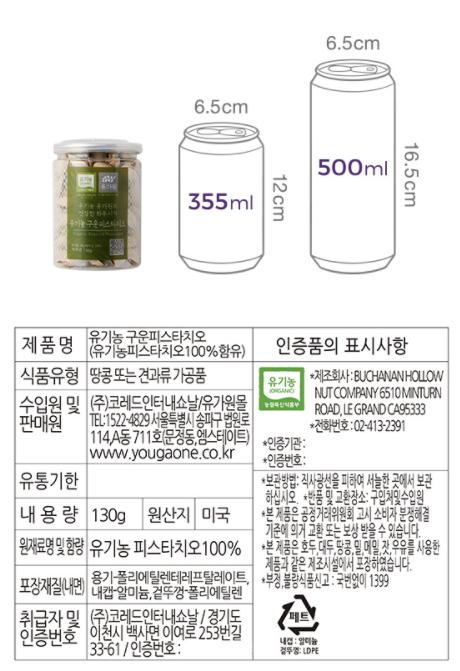 6.5cm
6.5cm
355ml
12cm
500ml
16.5cm
유기농
유기농 구운피스타치오
제품명
유기농 구운피스타치오
(유기농피스타치오100%함유)
식품유형
땅콩 또는 견과류 가공품
수입원 및
판매원
(주)코레드인터내쇼날/유가원몰
TEL:1522-4829 서울특별시 송파구 법원로
114,A동 711호(문정동,엠스테이트)
www.yougaone.co.kr
유통기한
내용량
130g
원산지
미국
원재료명 및 함량
유기농 피스타치오100%
포장재질(내면)
용기-폴리에틸렌테레프탈레이트,
내캡-알미늄,겉뚜껑-폴리에틸렌
취급자 및
인증번호
(주)코레드인터내쇼날 / 경기도
이천시 백사면 이여로 253번길
33-61 / 인증번호 :
인증품의 표시사항
유기농
(ORGANIC)
농림축산식품부
*제조회사 : BUCHANAN HOLLOW
NUT COMPANY 6510 MINTURN
ROAD, LE GRAND CA95333
*전화번호 : 02-413-2391
*인증기관 :
*인증번호 :
*보관방법: 직사광선을 피하여 서늘한 곳에서 보관
하십시오. *반품 및 교환장소: 구입처및수입원
*본 제품은 공정거래위원회 고시 소비자 분쟁해결
기준에 의거 교환 또는 보상 받을 수 있습니다.
*본 제품은 호두,대두,땅콩,밀,메밀,잣,우유를 사용한
제품과 같은 제조시설에서 포장하였습니다.
*부정,불량식품신고 : 국번없이 1399
페트
내캡 : 알미늄
겉뚜껑: LDPE